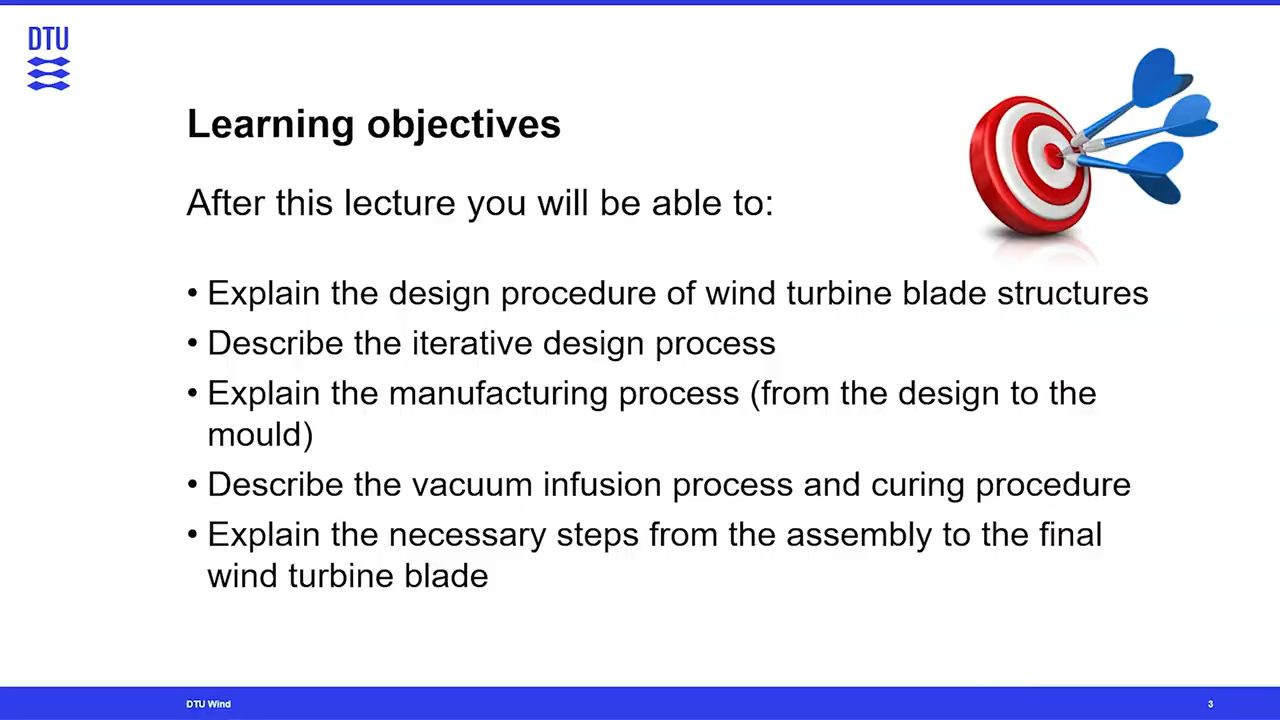 DTU
Learning objectives
After this lecture you will be able to:
• Explain the design procedure of wind turbine blade structures
• Describe the iterative design process
• Explain the manufacturing process (from the design to the
mould)
• Describe the vacuum infusion process and curing procedure
• Explain the necessary steps from the assembly to the final
wind turbine blade
DTU Wind
3